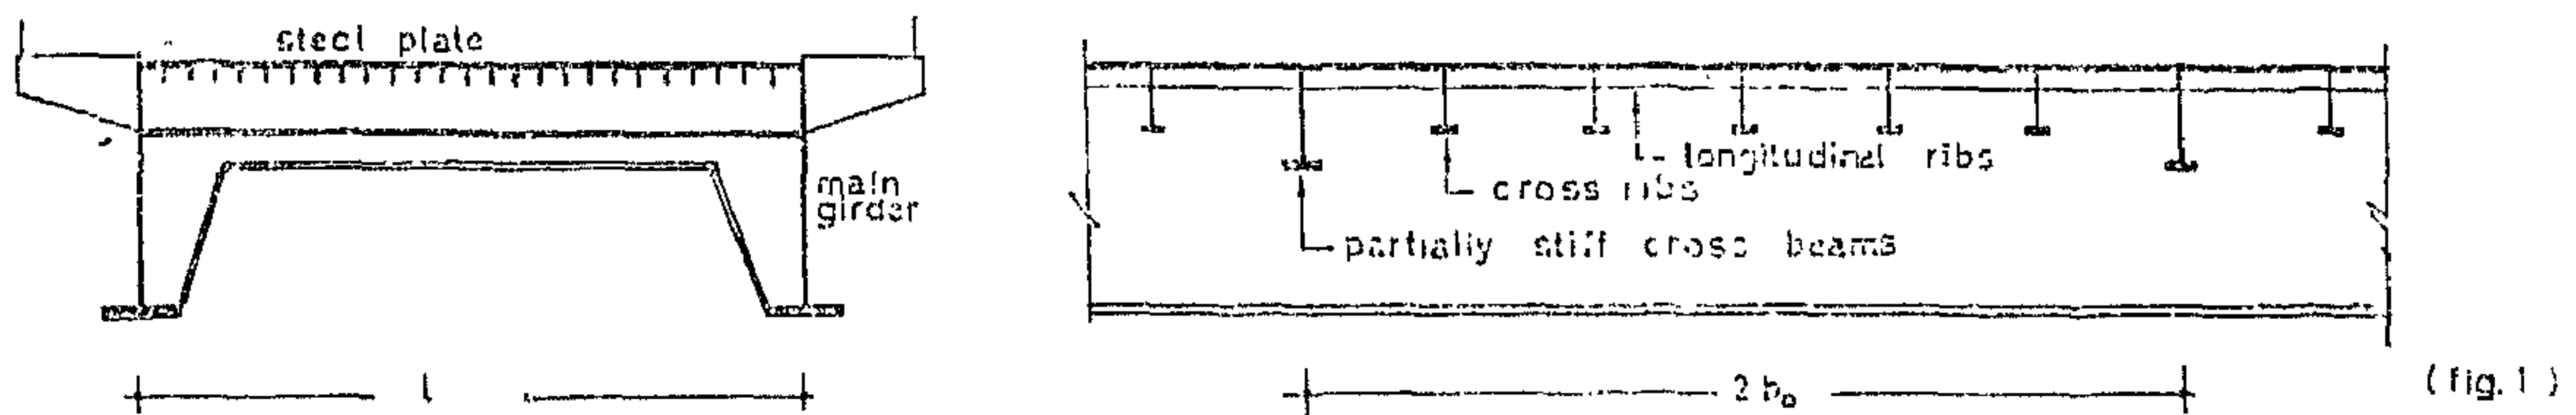 steel plate
main
girder
l
longitudinal ribs
cross ribs
partially stiff cross beams
2 b₀
(fig. 1)